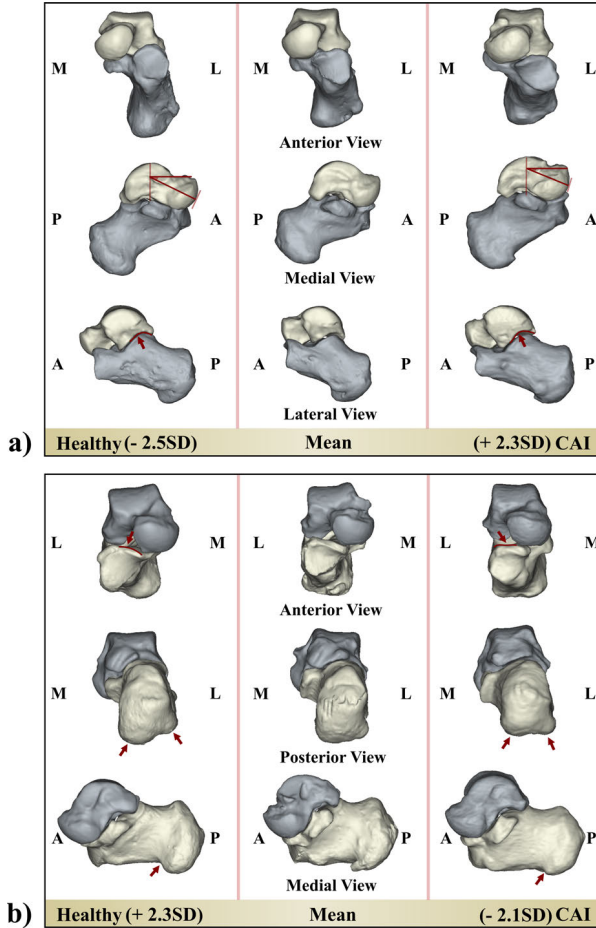 M L M L
Anterior View
P A P A
Medial View
A P A P
Lateral View
a)
Healthy (- 2.5SD) Mean (+ 2.3SD) CAI
L M L M L M
Anterior View
M L M L M L
Posterior View
A P A P A P
Medial View
b)
Healthy (+ 2.3SD) Mean (- 2.1SD) CAI